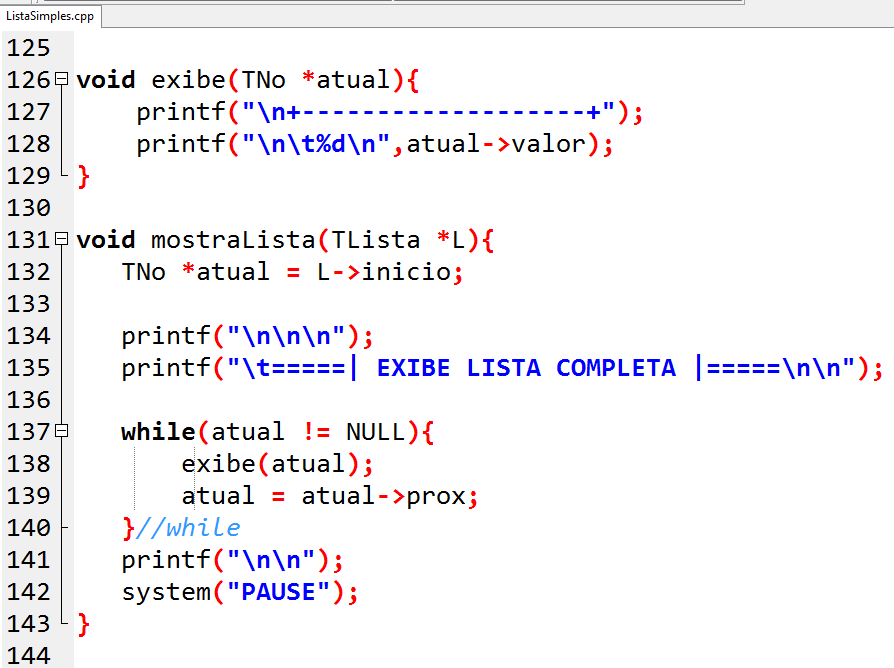 ListaSimples.cpp
125
126 void exibe(TNo *atual){
127     printf("\n+-------------------+");
128     printf("\n\t%d\n",atual->valor);
129 }
130
131 void mostraLista(TLista *L){
132    TNo *atual = L->inicio;
133
134    printf("\n\n\n");
135    printf("\t=====| EXIBE LISTA COMPLETA |=====\n\n");
136
137    while(atual != NULL){
138        exibe(atual);
139        atual = atual->prox;
140    }//while
141    printf("\n\n");
142    system("PAUSE");
143 }
144